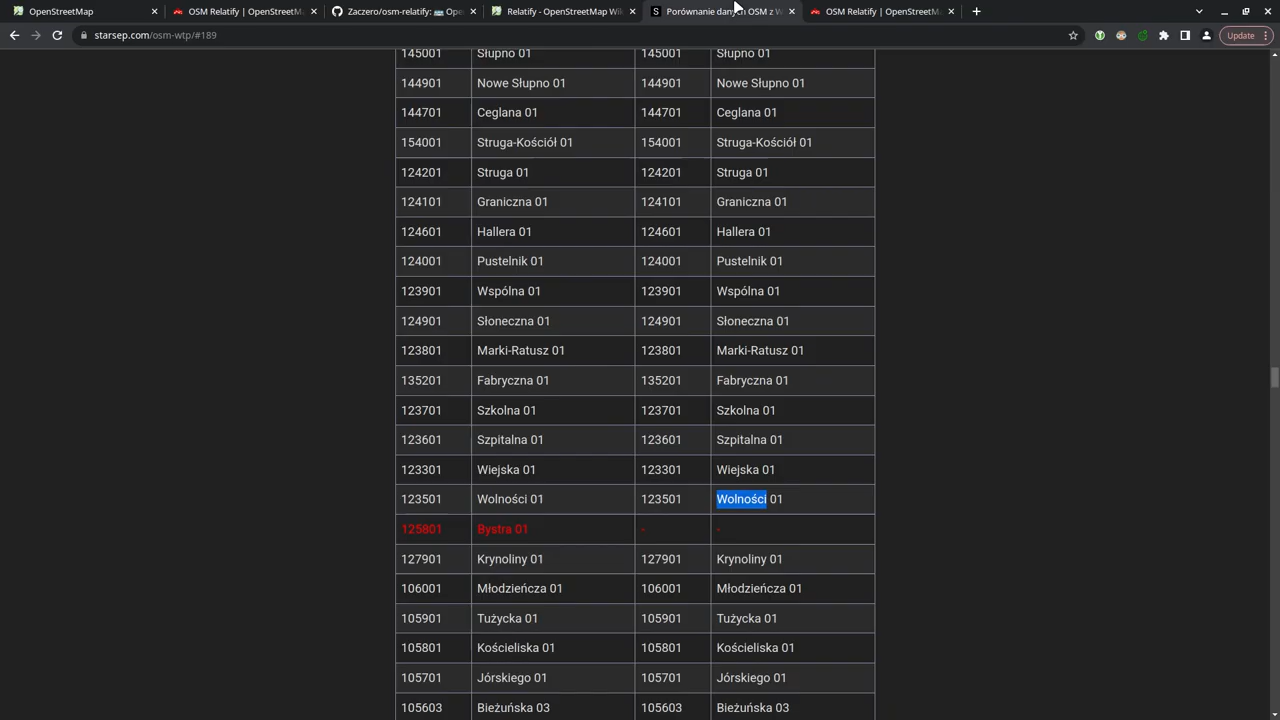 OpenStreetMap
OSM Relatify | OpenStreetMa
Zaczero/osm-relatify: 🚌 Ope
Relatify - OpenStreetMap Wik
Porównanie danych OSM z W
OSM Relatify | OpenStreetMa
starsep.com/osm-wtp/#189
Update
145001 Słupno 01 145001 Słupno 01
144901 Nowe Słupno 01 144901 Nowe Słupno 01
144701 Ceglana 01 144701 Ceglana 01
154001 Struga-Kościół 01 154001 Struga-Kościół 01
124201 Struga 01 124201 Struga 01
124101 Graniczna 01 124101 Graniczna 01
124601 Hallera 01 124601 Hallera 01
124001 Pustelnik 01 124001 Pustelnik 01
123901 Wspólna 01 123901 Wspólna 01
124901 Słoneczna 01 124901 Słoneczna 01
123801 Marki-Ratusz 01 123801 Marki-Ratusz 01
135201 Fabryczna 01 135201 Fabryczna 01
123701 Szkolna 01 123701 Szkolna 01
123601 Szpitalna 01 123601 Szpitalna 01
123301 Wiejska 01 123301 Wiejska 01
123501 Wolności 01 123501 Wolności 01
125801 Bystra 01 - -
127901 Krynoliny 01 127901 Krynoliny 01
106001 Młodzieńcza 01 106001 Młodzieńcza 01
105901 Tużycka 01 105901 Tużycka 01
105801 Kościeliska 01 105801 Kościeliska 01
105701 Jórskiego 01 105701 Jórskiego 01
105603 Bieżuńska 03 105603 Bieżuńska 03